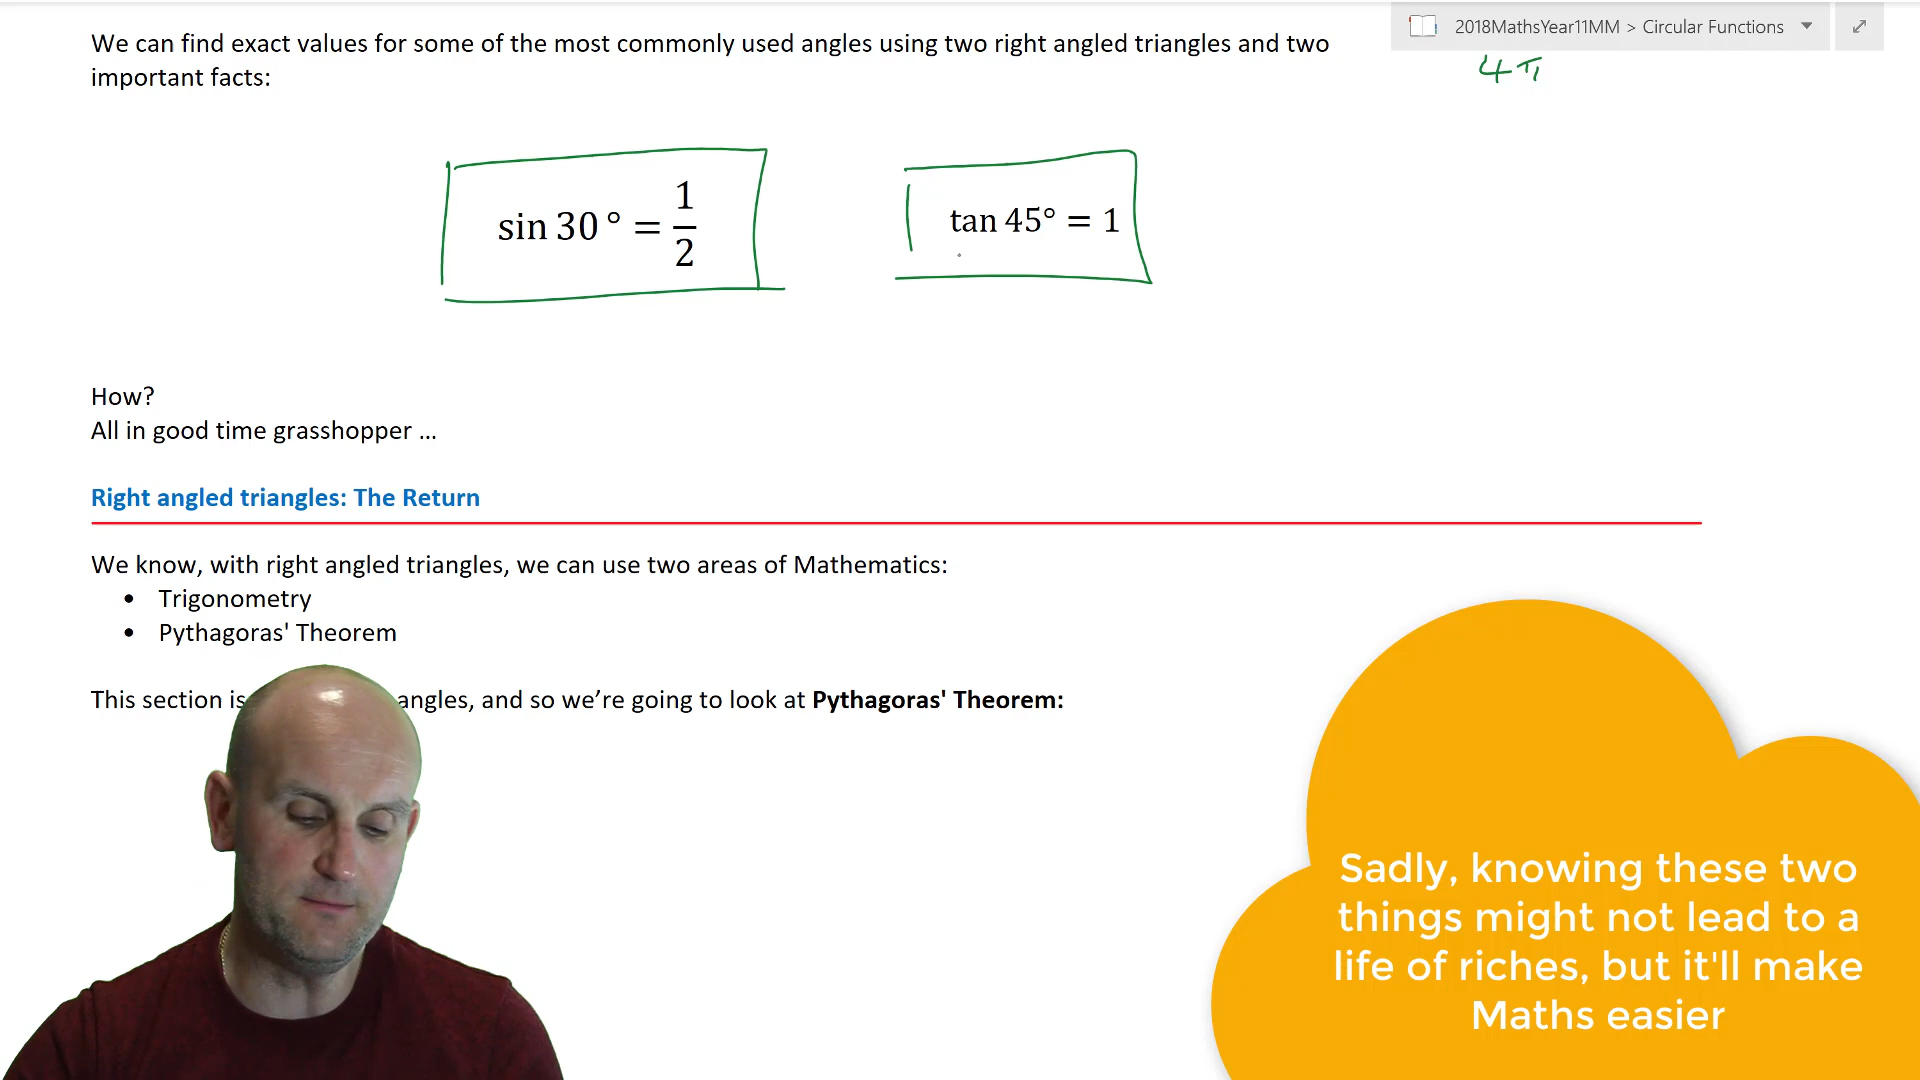 2018MathsYear11MM > Circular Functions
We can find exact values for some of the most commonly used angles using two right angled triangles and two
important facts:
4π
sin 30° = 1/2
tan 45° = 1
How?
All in good time grasshopper ...
Right angled triangles: The Return
We know, with right angled triangles, we can use two areas of Mathematics:
• Trigonometry
• Pythagoras' Theorem
This section is angles, and so we're going to look at Pythagoras' Theorem:
Sadly, knowing these two
things might not lead to a
life of riches, but it'll make
Maths easier